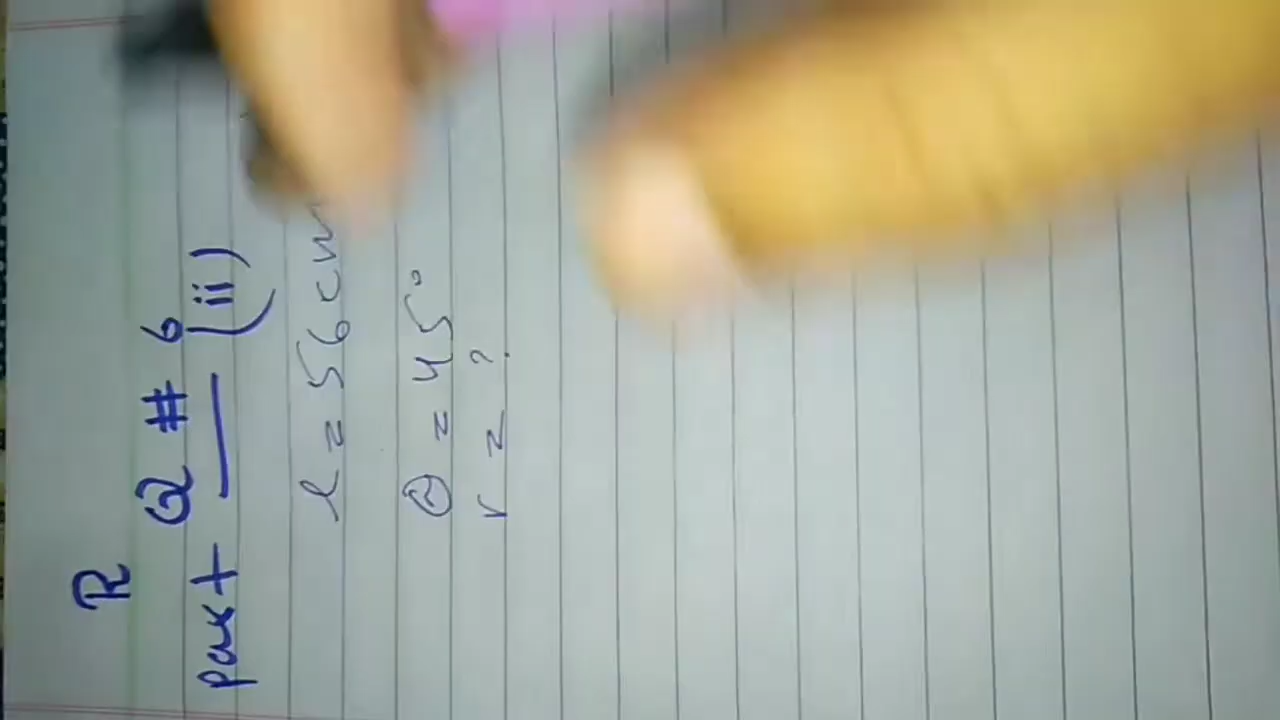 R
Q # 6
part — (ii)
l = 56 cm
θ = 45°
r = ?